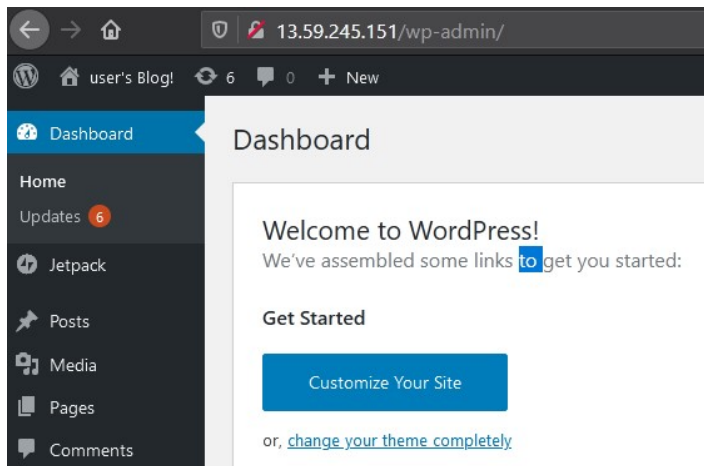 13.59.245.151/wp-admin/
user's Blog! 6 0 + New
Dashboard
Home
Updates 6
Jetpack
Posts
Media
Pages
Comments
Dashboard
Welcome to WordPress!
We've assembled some links to get you started:
Get Started
Customize Your Site
or, change your theme completely